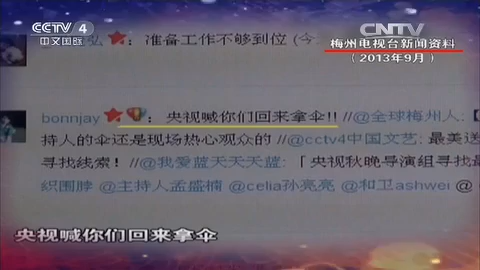 CCTV 4
中文国际
CNTV
梅州电视台新闻资料
(2013年9月)
弘:准备工作不够到位 (今
bonnjay : 央视喊你们回来拿伞!! //@全球梅州人:
持人的伞还是现场热心观众的 //@cctv4中国文艺: 最美送
寻找线索! //@我爱蓝天天天蓝:「央视秋晚导演组寻找最
织围脖 @主持人孟盛楠 @celia孙亮亮 @和卫ashwei @
央视喊你们回来拿伞